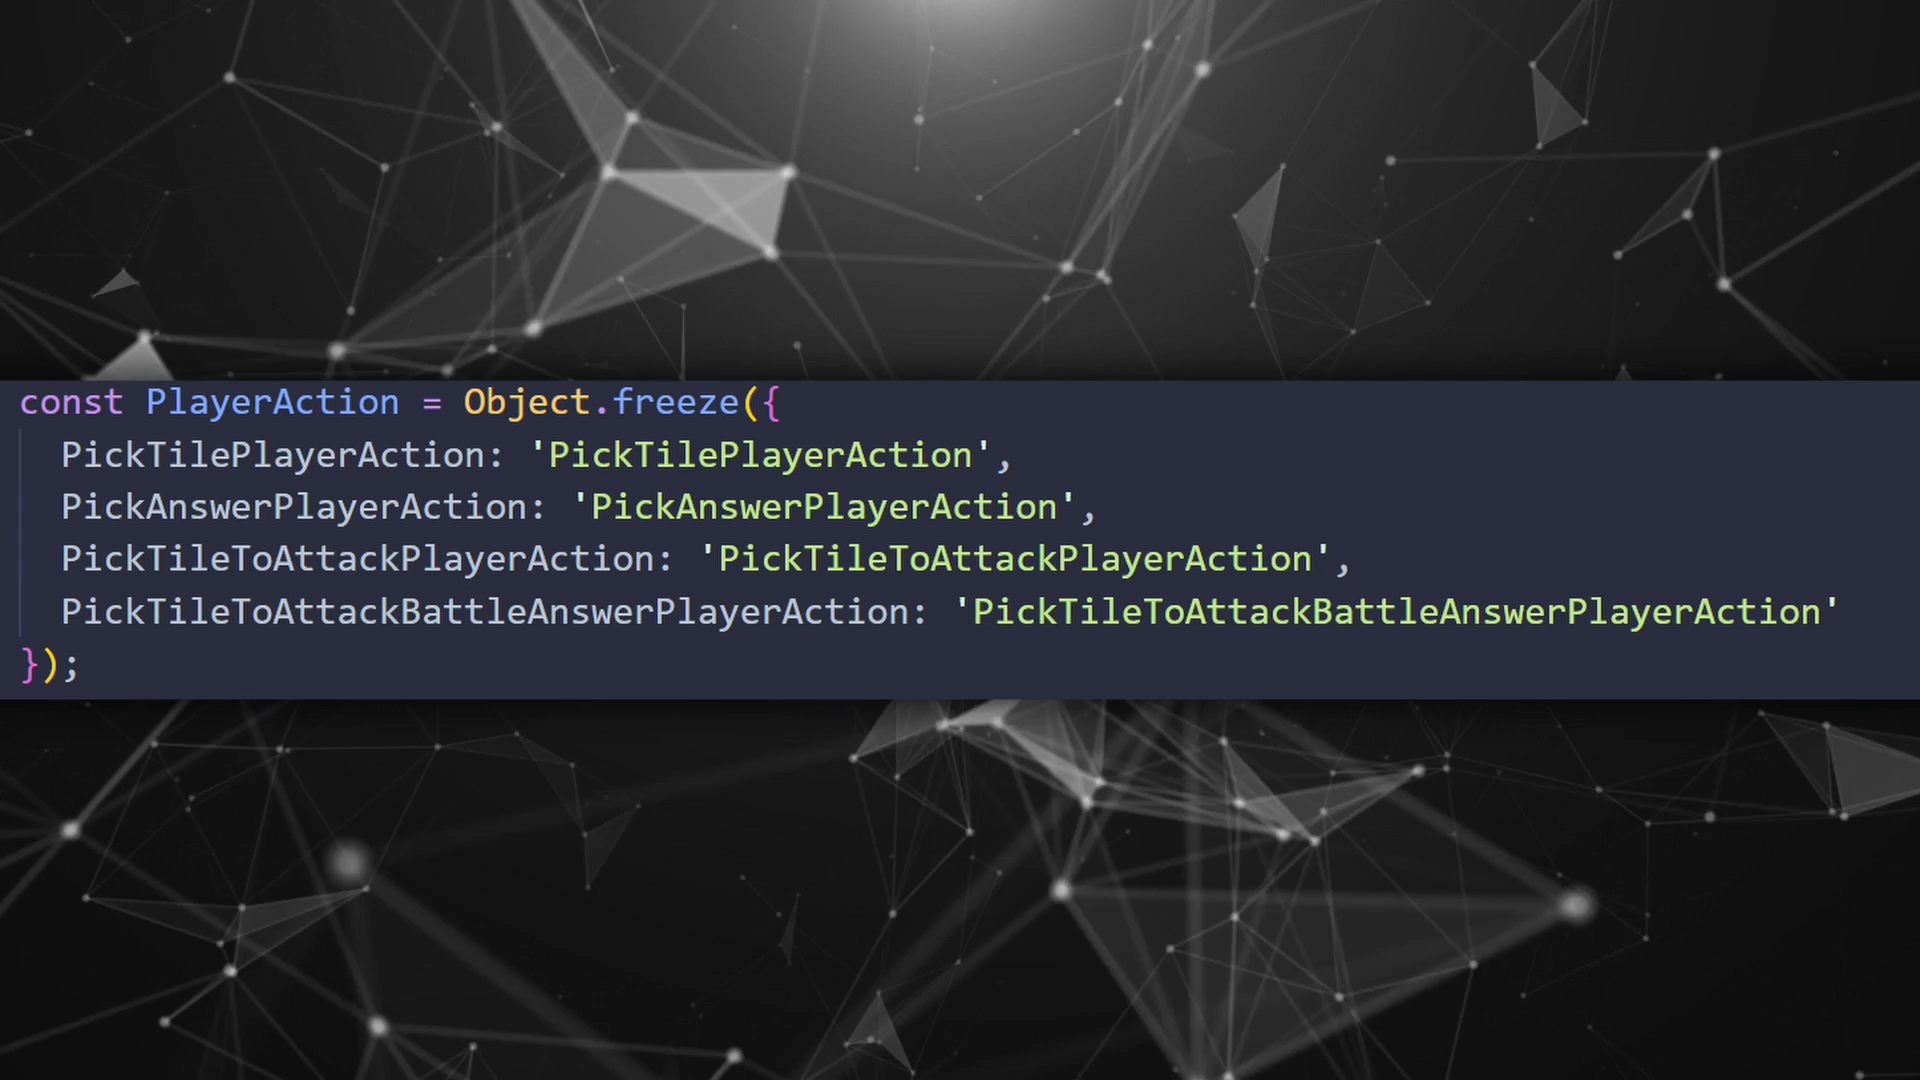 const PlayerAction = Object.freeze({
  PickTilePlayerAction: 'PickTilePlayerAction',
  PickAnswerPlayerAction: 'PickAnswerPlayerAction',
  PickTileToAttackPlayerAction: 'PickTileToAttackPlayerAction',
  PickTileToAttackBattleAnswerPlayerAction: 'PickTileToAttackBattleAnswerPlayerAction'
});